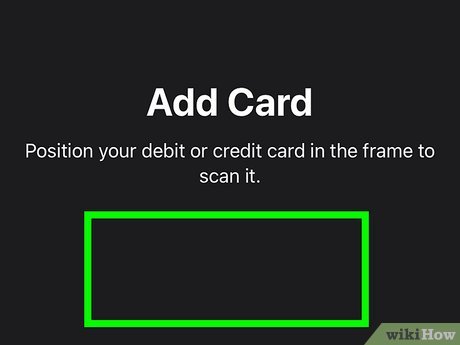 Add Card
Position your debit or credit card in the frame to
scan it.
wikiHow